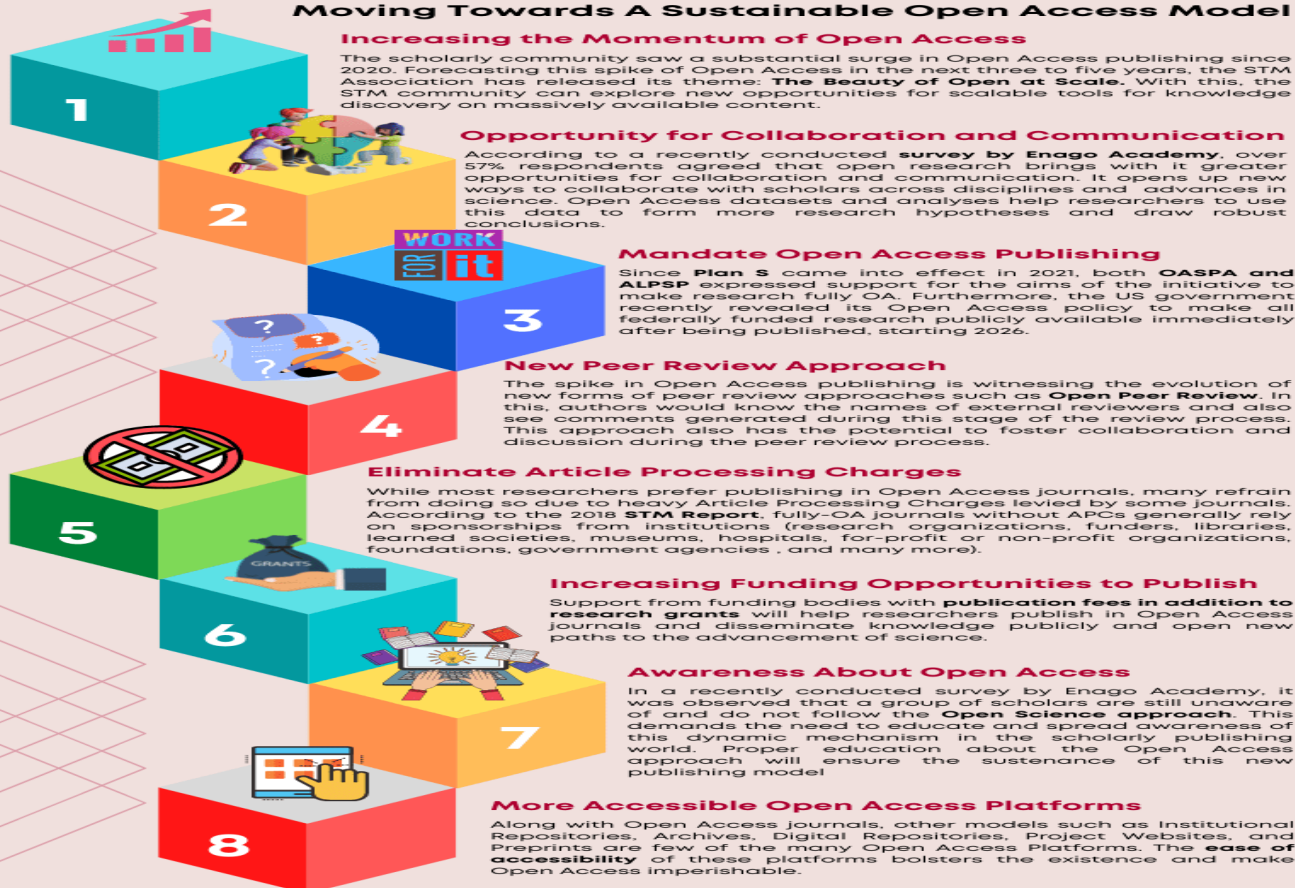 Moving Towards A Sustainable Open Access Model
Increasing the Momentum of Open Access
The scholarly community saw a substantial surge in Open Access publishing since
2020. Forecasting this spike of Open Access in the next three to five years, the STM
Association has released its theme: The Beauty of Open at Scale. With this, the
STM community can explore new opportunities for scalable tools for knowledge
discovery on massively available content.
1
Opportunity for Collaboration and Communication
According to a recently conducted survey by Enago Academy, over
57% respondents agreed that open research brings with it greater
opportunities for collaboration and communication. It opens up new
ways to collaborate with scholars across disciplines and advances in
science. Open Access datasets and analyses help researchers to use
this data to form more research hypotheses and draw robust
conclusions.
2
WORK
FOR it
Mandate Open Access Publishing
Since Plan S came into effect in 2021, both OASPA and
ALPSP expressed support for the aims of the initiative to
make research fully OA. Furthermore, the US government
recently revealed its Open Access policy to make all
federally funded research publicly available immediately
after being published, starting 2026.
3
? ?
?
New Peer Review Approach
The spike in Open Access publishing is witnessing the evolution of
new forms of peer review approaches such as Open Peer Review. In
this, authors would know the names of external reviewers and also
see comments generated during this stage of the review process.
This approach also has the potential to foster collaboration and
discussion during the peer review process.
4
Eliminate Article Processing Charges
While most researchers prefer publishing in Open Access journals, many refrain
from doing so due to heavy Article Processing Charges levied by some journals.
According to the 2018 STM Report, fully-OA journals without APCs generally rely
on sponsorships from institutions (research organizations, funders, libraries,
learned societies, museums, hospitals, for-profit or non-profit organizations,
foundations, government agencies , and many more).
5
GRANTS
Increasing Funding Opportunities to Publish
Support from funding bodies with publication fees in addition to
research grants will help researchers publish in Open Access
journals and disseminate knowledge publicly and open new
paths to the advancement of science.
6
Awareness About Open Access
In a recently conducted survey by Enago Academy, it
was observed that a group of scholars are still unaware
of and do not follow the Open Science approach. This
demands the need to educate and spread awareness of
this dynamic mechanism in the scholarly publishing
world. Proper education about the Open Access
approach will ensure the sustenance of this new
publishing model
7
More Accessible Open Access Platforms
Along with Open Access journals, other models such as Institutional
Repositories, Archives, Digital Repositories, Project Websites, and
Preprints are few of the many Open Access Platforms. The ease of
accessibility of these platforms bolsters the existence and make
Open Access imperishable.
8